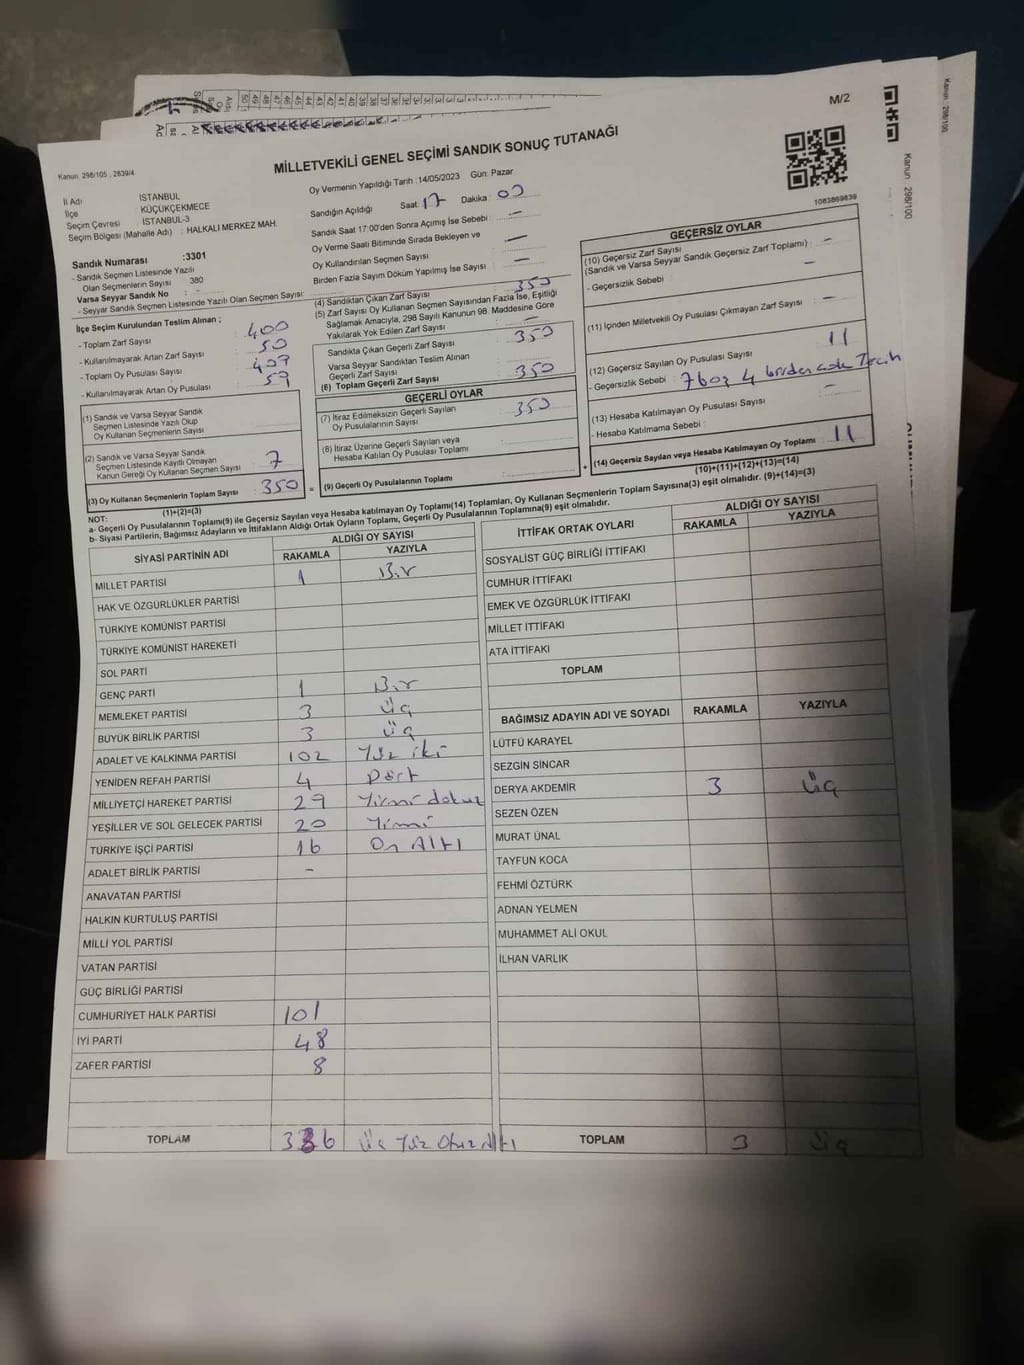 M/2
Kanun : 298/100
Kanun : 298/100
Kanun. 298/105 , 2839/4
MİLLETVEKİLİ GENEL SEÇİMİ SANDIK SONUÇ TUTANAĞI
1083869839
İl Adı İSTANBUL
İlçe KÜÇÜKÇEKMECE
Seçim Çevresi İSTANBUL-3
Seçim Bölgesi (Mahalle Adı) : HALKALI MERKEZ MAH.
Sandık Numarası :3301
- Sandık Seçmen Listesinde Yazılı
Olan Seçmenlerin Sayısı 380
Varsa Seyyar Sandık No : -
- Seyyar Sandık Seçmen Listesinde Yazılı Olan Seçmen Sayısı:
İlçe Seçim Kurulundan Teslim Alınan ;
- Toplam Zarf Sayısı : 400
- Kullanılmayarak Artan Zarf Sayısı : 50
- Toplam Oy Pusulası Sayısı : 409
- Kullanılmayarak Artan Oy Pusulası : 59
(1) Sandık ve Varsa Seyyar Sandık
Seçmen Listesinde Yazılı Olup
Oy Kullanan Seçmenlerin Sayısı
(2) Sandık ve Varsa Seyyar Sandık
Seçmen Listesinde Kayıtlı Olmayan
Kanun Gereği Oy Kullanan Seçmen Sayısı : 7
(3) Oy Kullanan Seçmenlerin Toplam Sayısı : 350
(1)+(2)=(3)
Oy Vermenin Yapıldığı Tarih :14/05/2023 Gün: Pazar
Sandığın Açıldığı Saat: 17 Dakika : 00
Sandık Saat 17:00'den Sonra Açılmış İse Sebebi : -
Oy Verme Saati Bitiminde Sırada Bekleyen ve
Oy Kullandırılan Seçmen Sayısı : -
Birden Fazla Sayım Döküm Yapılmış İse Sayısı : -
(4) Sandıktan Çıkan Zarf Sayısı : 350
(5) Zarf Sayısı Oy Kullanan Seçmen Sayısından Fazla İse, Eşitliği
Sağlamak Amacıyla, 298 Sayılı Kanunun 98. Maddesine Göre
Yakılarak Yok Edilen Zarf Sayısı : -
Sandıkta Çıkan Geçerli Zarf Sayısı : 350
Varsa Seyyar Sandıktan Teslim Alınan
Geçerli Zarf Sayısı
(6) Toplam Geçerli Zarf Sayısı : 350
GEÇERLİ OYLAR
(7) İtiraz Edilmeksizin Geçerli Sayılan
Oy Pusulalarının Sayısı : 350
(8) İtiraz Üzerine Geçerli Sayılan veya
Hesaba Katılan Oy Pusulası Toplamı
(9) Geçerli Oy Pusulalarının Toplamı
GEÇERSİZ OYLAR
(10) Geçersiz Zarf Sayısı
(Sandık ve Varsa Seyyar Sandık Geçersiz Zarf Toplamı) : -
- Geçersizlik Sebebi : -
(11) İçinden Milletvekili Oy Pusulası Çıkmayan Zarf Sayısı : -
(12) Geçersiz Sayılan Oy Pusulası Sayısı : 11
- Geçersizlik Sebebi : 7 boş 4 birden çok Tercih
(13) Hesaba Katılmayan Oy Pusulası Sayısı : -
- Hesaba Katılmama Sebebi :
(14) Geçersiz Sayılan veya Hesaba Katılmayan Oy Toplamı : 11
(10)+(11)+(12)+(13)=(14)
NOT:
a- Geçerli Oy Pusulalarının Toplamı(9) ile Geçersiz Sayılan veya Hesaba katılmayan Oy Toplamı(14) Toplamları, Oy Kullanan Seçmenlerin Toplam Sayısına(3) eşit olmalıdır. (9)+(14)=(3)
b- Siyasi Partilerin, Bağımsız Adayların ve İttifakların Aldığı Ortak Oyların Toplamı, Geçerli Oy Pusulalarının Toplamına(9) eşit olmalıdır.
SİYASİ PARTİNİN ADI ALDIĞI OY SAYISI
RAKAMLA YAZIYLA
MİLLET PARTİSİ 1 Bir
HAK VE ÖZGÜRLÜKLER PARTİSİ
TÜRKİYE KOMÜNİST PARTİSİ
TÜRKİYE KOMÜNİST HAREKETİ
SOL PARTİ
GENÇ PARTİ 1 Bir
MEMLEKET PARTİSİ 3 Üç
BÜYÜK BİRLİK PARTİSİ 3 üç
ADALET VE KALKINMA PARTİSİ 102 Yüz iki
YENİDEN REFAH PARTİSİ 4 Dört
MİLLİYETÇİ HAREKET PARTİSİ 29 Yirmi dokuz
YEŞİLLER VE SOL GELECEK PARTİSİ 20 Yirmi
TÜRKİYE İŞÇİ PARTİSİ 16 On Altı
ADALET BİRLİK PARTİSİ -
ANAVATAN PARTİSİ
HALKIN KURTULUŞ PARTİSİ
MİLLİ YOL PARTİSİ
VATAN PARTİSİ
GÜÇ BİRLİĞİ PARTİSİ
CUMHURİYET HALK PARTİSİ 101
İYİ PARTİ 48
ZAFER PARTİSİ 8
TOPLAM 336 Üç Yüz Otuz Altı
İTTİFAK ORTAK OYLARI ALDIĞI OY SAYISI
RAKAMLA YAZIYLA
SOSYALİST GÜÇ BİRLİĞİ İTTİFAKI
CUMHUR İTTİFAKI
EMEK VE ÖZGÜRLÜK İTTİFAKI
MİLLET İTTİFAKI
ATA İTTİFAKI
TOPLAM
BAĞIMSIZ ADAYIN ADI VE SOYADI RAKAMLA YAZIYLA
LÜTFÜ KARAYEL
SEZGİN SİNCAR
DERYA AKDEMİR 3 Üç
SEZEN ÖZEN
MURAT ÜNAL
TAYFUN KOCA
FEHMİ ÖZTÜRK
ADNAN YELMEN
MUHAMMET ALİ OKUL
İLHAN VARLIK
TOPLAM 3 Üç